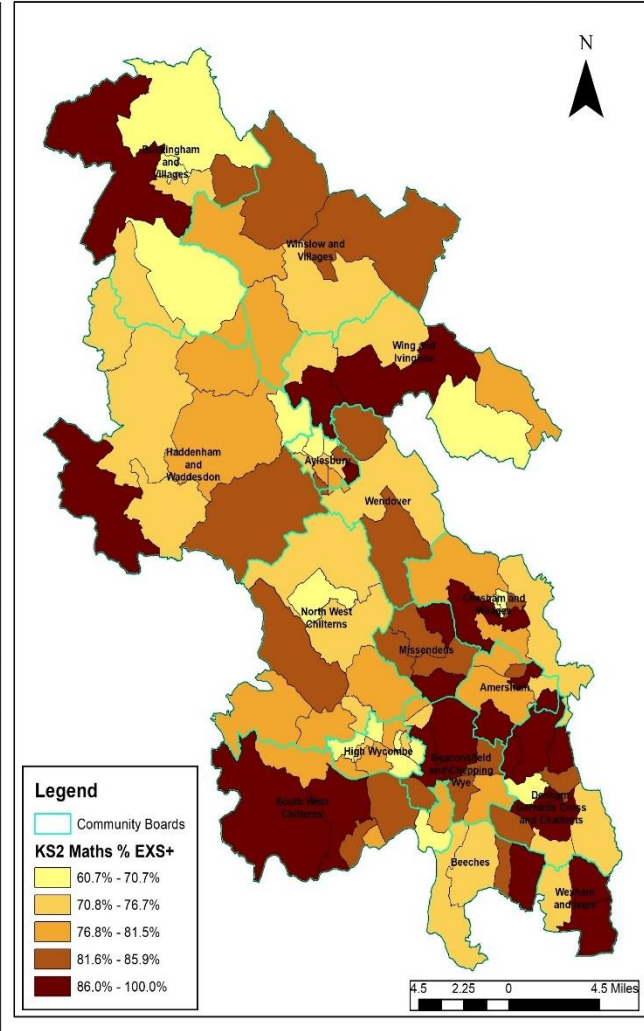 N
Buckingham
and
Villages
Winslow and
Villages
Wing and
Ivinghoe
Haddenham
and
Waddesdon
Aylesbury
Wendover
North West
Chilterns
Chesham and
Villages
Missendens
Amersham
High Wycombe
Beaconsfield
and Chepping
Wye
South West
Chilterns
Denham
Gerrards Cross
and Chalfonts
Beeches
Wexham
and Ivers
Legend
Community Boards
KS2 Maths % EXS+
60.7% - 70.7%
70.8% - 76.7%
76.8% - 81.5%
81.6% - 85.9%
86.0% - 100.0%
4.5 2.25 0 4.5 Miles